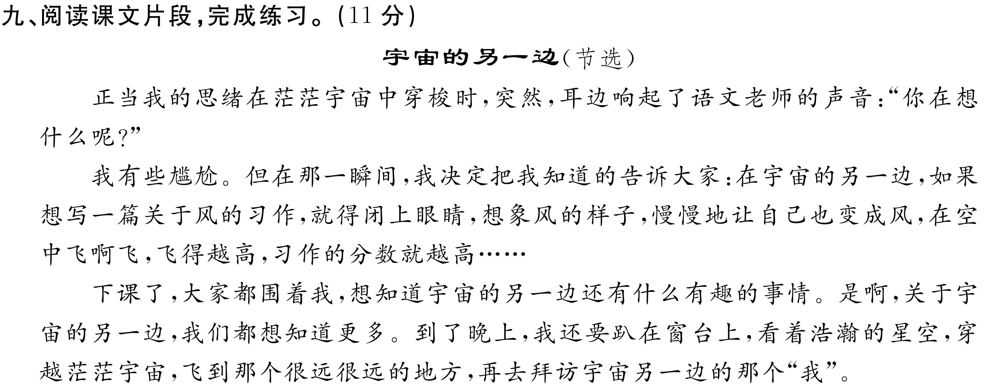 九、阅读课文片段,完成练习。(11 分)
宇宙的另一边(节选)
正当我的思绪在茫茫宇宙中穿梭时,突然,耳边响起了语文老师的声音:“你在想
什么呢?”
我有些尴尬。但在那一瞬间,我决定把我知道的告诉大家:在宇宙的另一边,如果
想写一篇关于风的习作,就得闭上眼睛,想象风的样子,慢慢地让自己也变成风,在空
中飞啊飞,飞得越高,习作的分数就越高……
下课了,大家都围着我,想知道宇宙的另一边还有什么有趣的事情。是啊,关于宇
宙的另一边,我们都想知道更多。到了晚上,我还要趴在窗台上,看着浩瀚的星空,穿
越茫茫宇宙,飞到那个很远很远的地方,再去拜访宇宙另一边的那个“我”。